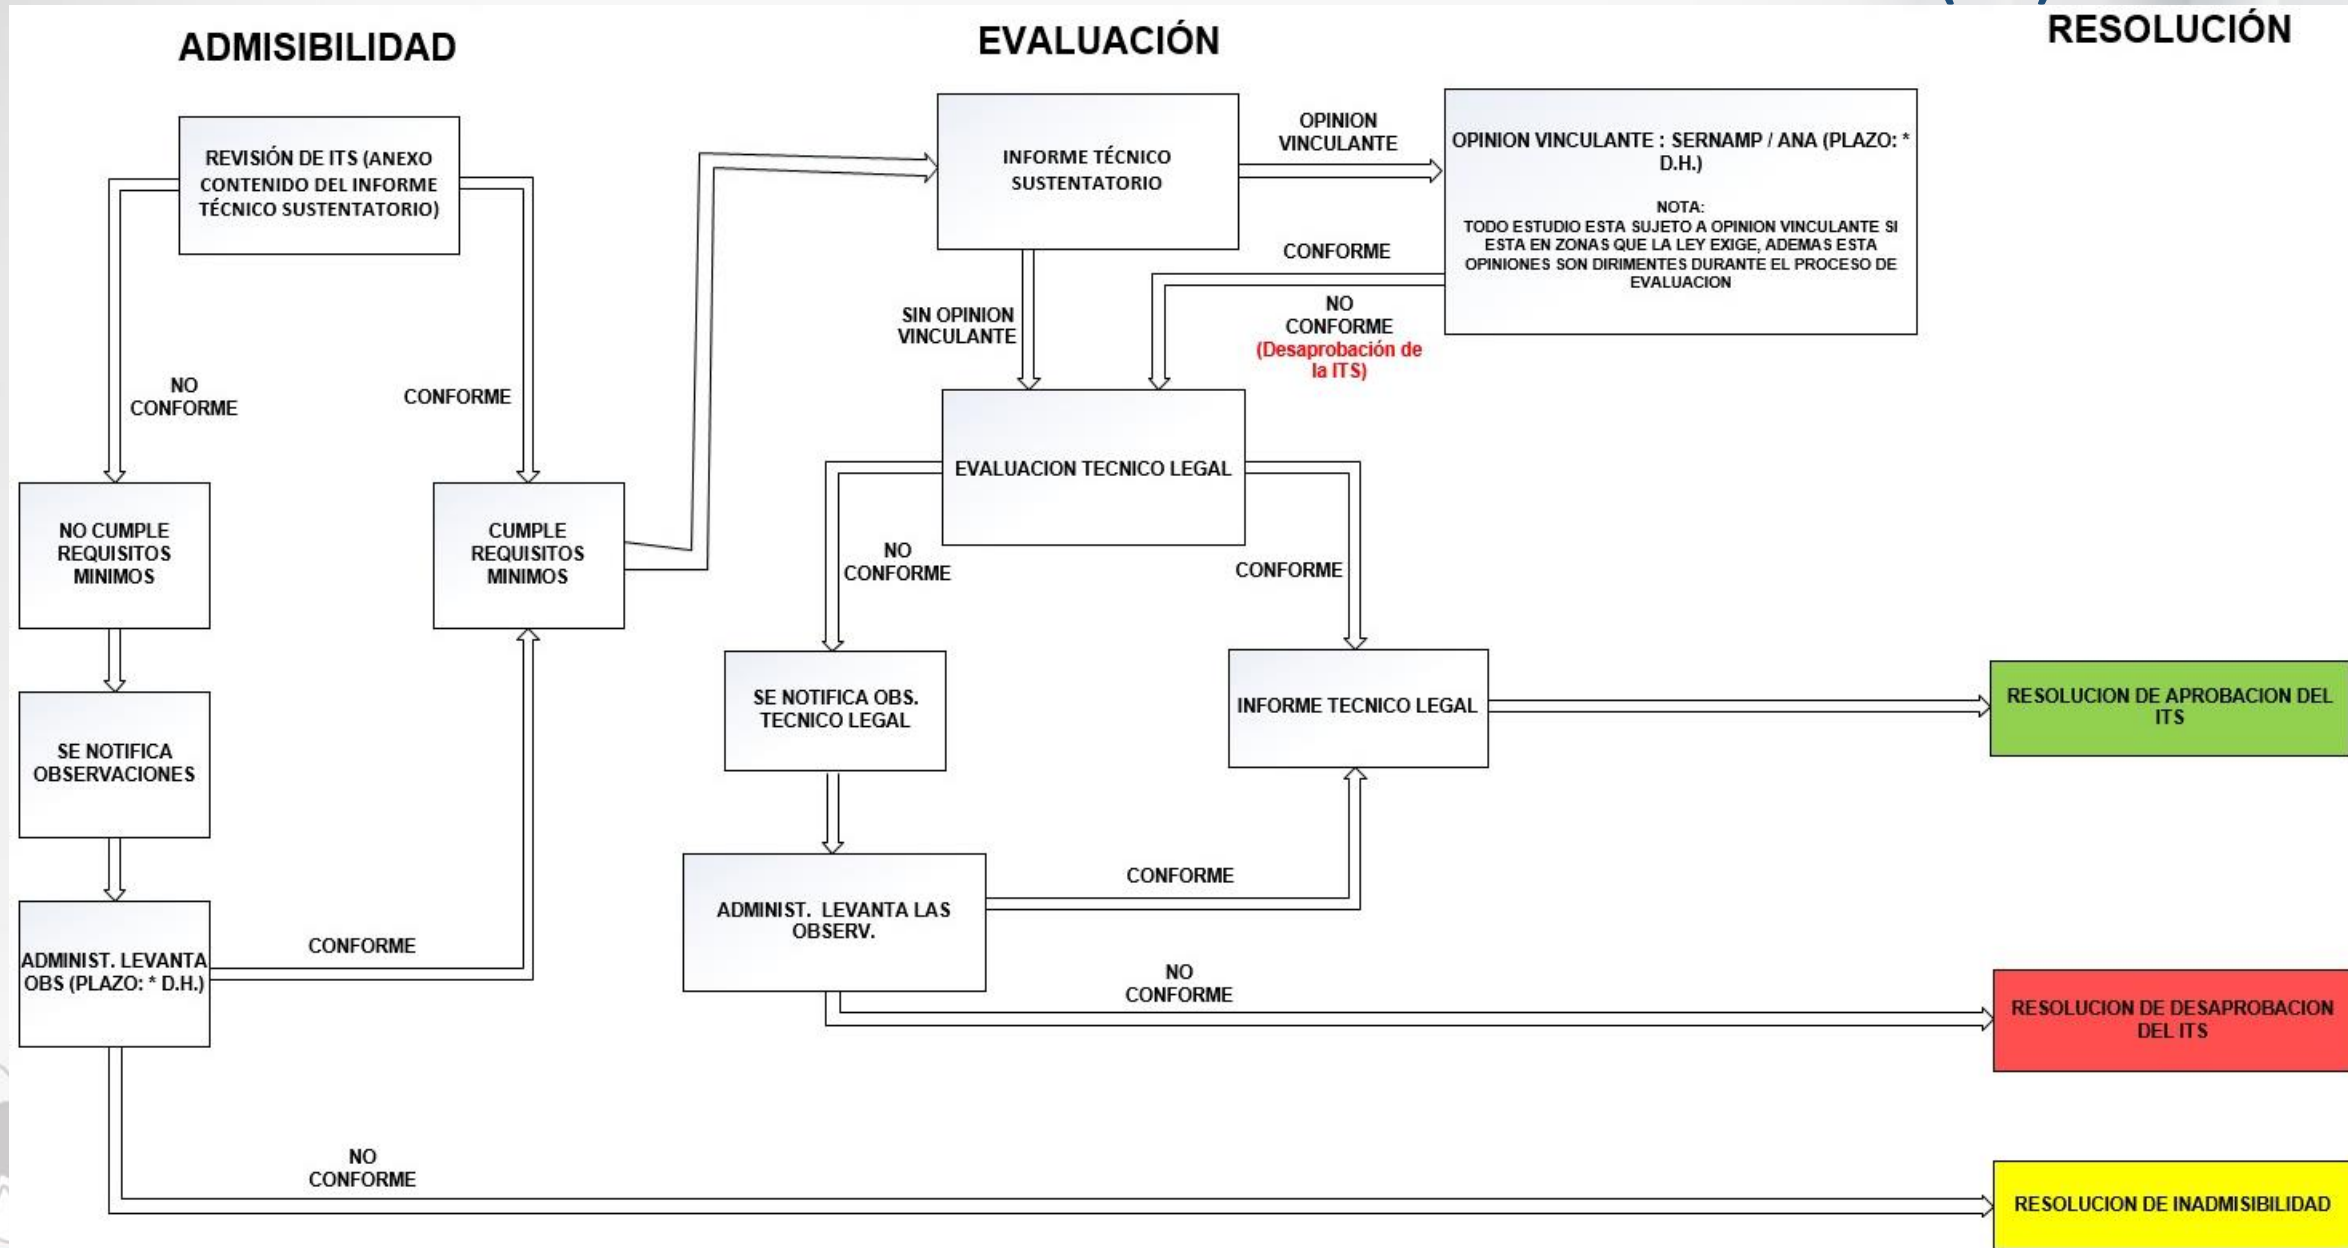 ADMISIBILIDAD
EVALUACIÓN
RESOLUCIÓN
REVISIÓN DE ITS (ANEXO
CONTENIDO DEL INFORME
TÉCNICO SUSTENTATORIO)
NO
CONFORME
CONFORME
NO CUMPLE
REQUISITOS
MINIMOS
CUMPLE
REQUISITOS
MINIMOS
SE NOTIFICA
OBSERVACIONES
ADMINIST. LEVANTA
OBS (PLAZO: * D.H.)
CONFORME
NO
CONFORME
INFORME TÉCNICO
SUSTENTATORIO
OPINION
VINCULANTE
OPINION VINCULANTE : SERNAMP / ANA (PLAZO: *
D.H.)
NOTA:
TODO ESTUDIO ESTA SUJETO A OPINION VINCULANTE SI
ESTA EN ZONAS QUE LA LEY EXIGE, ADEMAS ESTA
OPINIONES SON DIRIMENTES DURANTE EL PROCESO DE
EVALUACION
CONFORME
NO
CONFORME
(Desaprobación de
la ITS)
SIN OPINION
VINCULANTE
EVALUACION TECNICO LEGAL
NO
CONFORME
CONFORME
SE NOTIFICA OBS.
TECNICO LEGAL
INFORME TECNICO LEGAL
ADMINIST. LEVANTA LAS
OBSERV.
CONFORME
NO
CONFORME
RESOLUCION DE APROBACION DEL
ITS
RESOLUCION DE DESAPROBACION
DEL ITS
RESOLUCION DE INADMISIBILIDAD